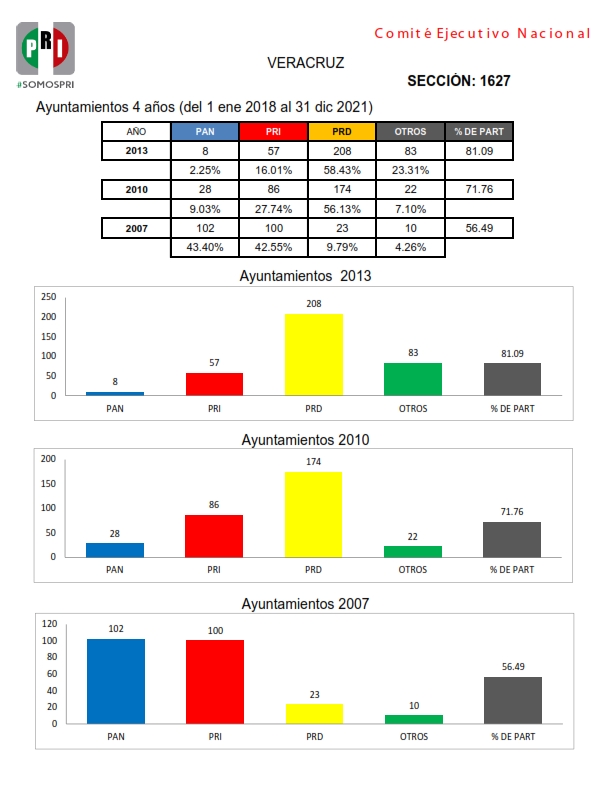 Comité Ejecutivo Nacional
PRI
#SOMOSPRI
VERACRUZ
SECCIÓN: 1627
Ayuntamientos 4 años (del 1 ene 2018 al 31 dic 2021)
AÑO PAN PRI PRD OTROS % DE PART
2013 8 57 208 83 81.09
2.25% 16.01% 58.43% 23.31%
2010 28 86 174 22 71.76
9.03% 27.74% 56.13% 7.10%
2007 102 100 23 10 56.49
43.40% 42.55% 9.79% 4.26%
Ayuntamientos 2013
250
200
150
100
50
0
8 57 208 83 81.09
PAN PRI PRD OTROS % DE PART
Ayuntamientos 2010
200
150
100
50
0
28 86 174 22 71.76
PAN PRI PRD OTROS % DE PART
Ayuntamientos 2007
120
100
80
60
40
20
0
102 100 23 10 56.49
PAN PRI PRD OTROS % DE PART